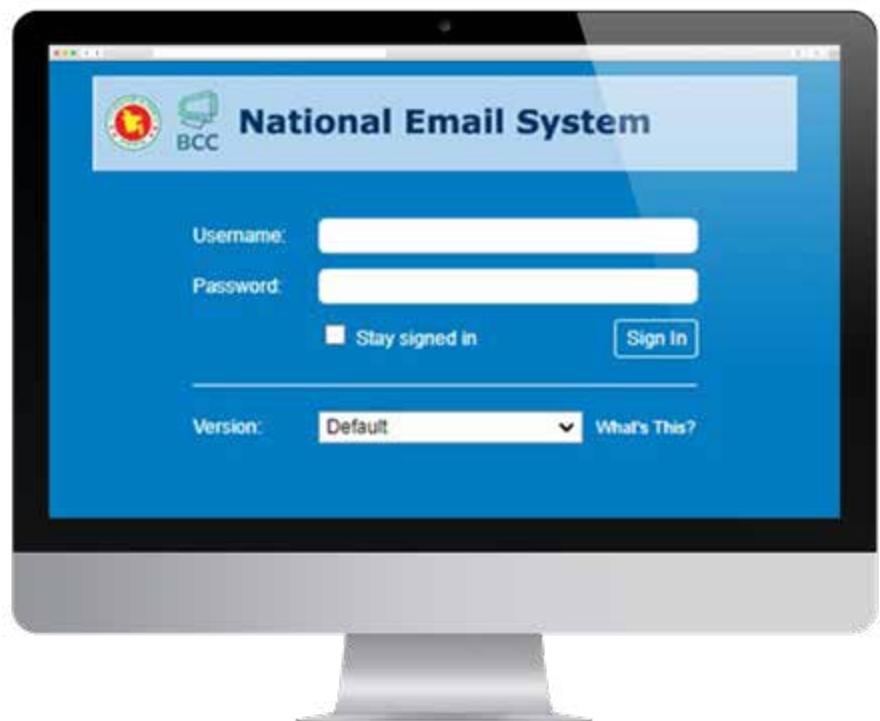 BCC
National Email System
Username:
Password:
Stay signed in
Sign In
Version:
Default
What's This?